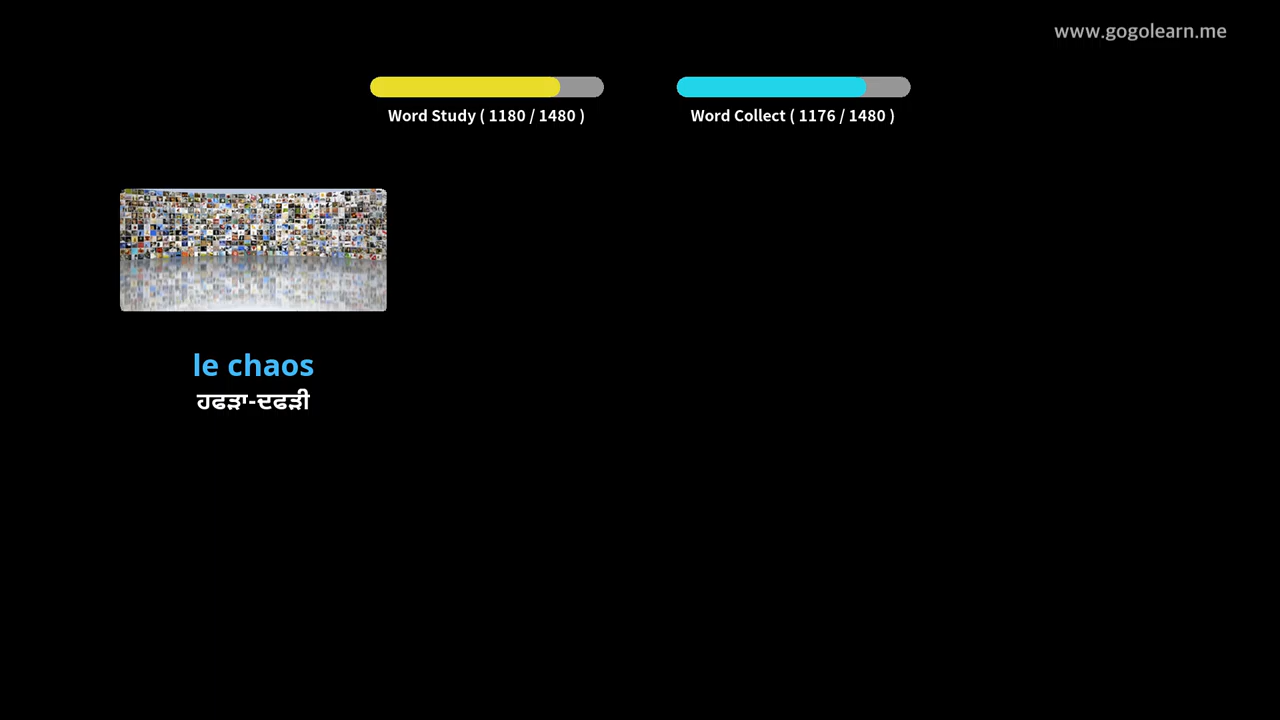 www.gogolearn.me
Word Study ( 1180 / 1480 )
Word Collect ( 1176 / 1480 )
le chaos
ਹਫੜਾ-ਦਫੜੀ